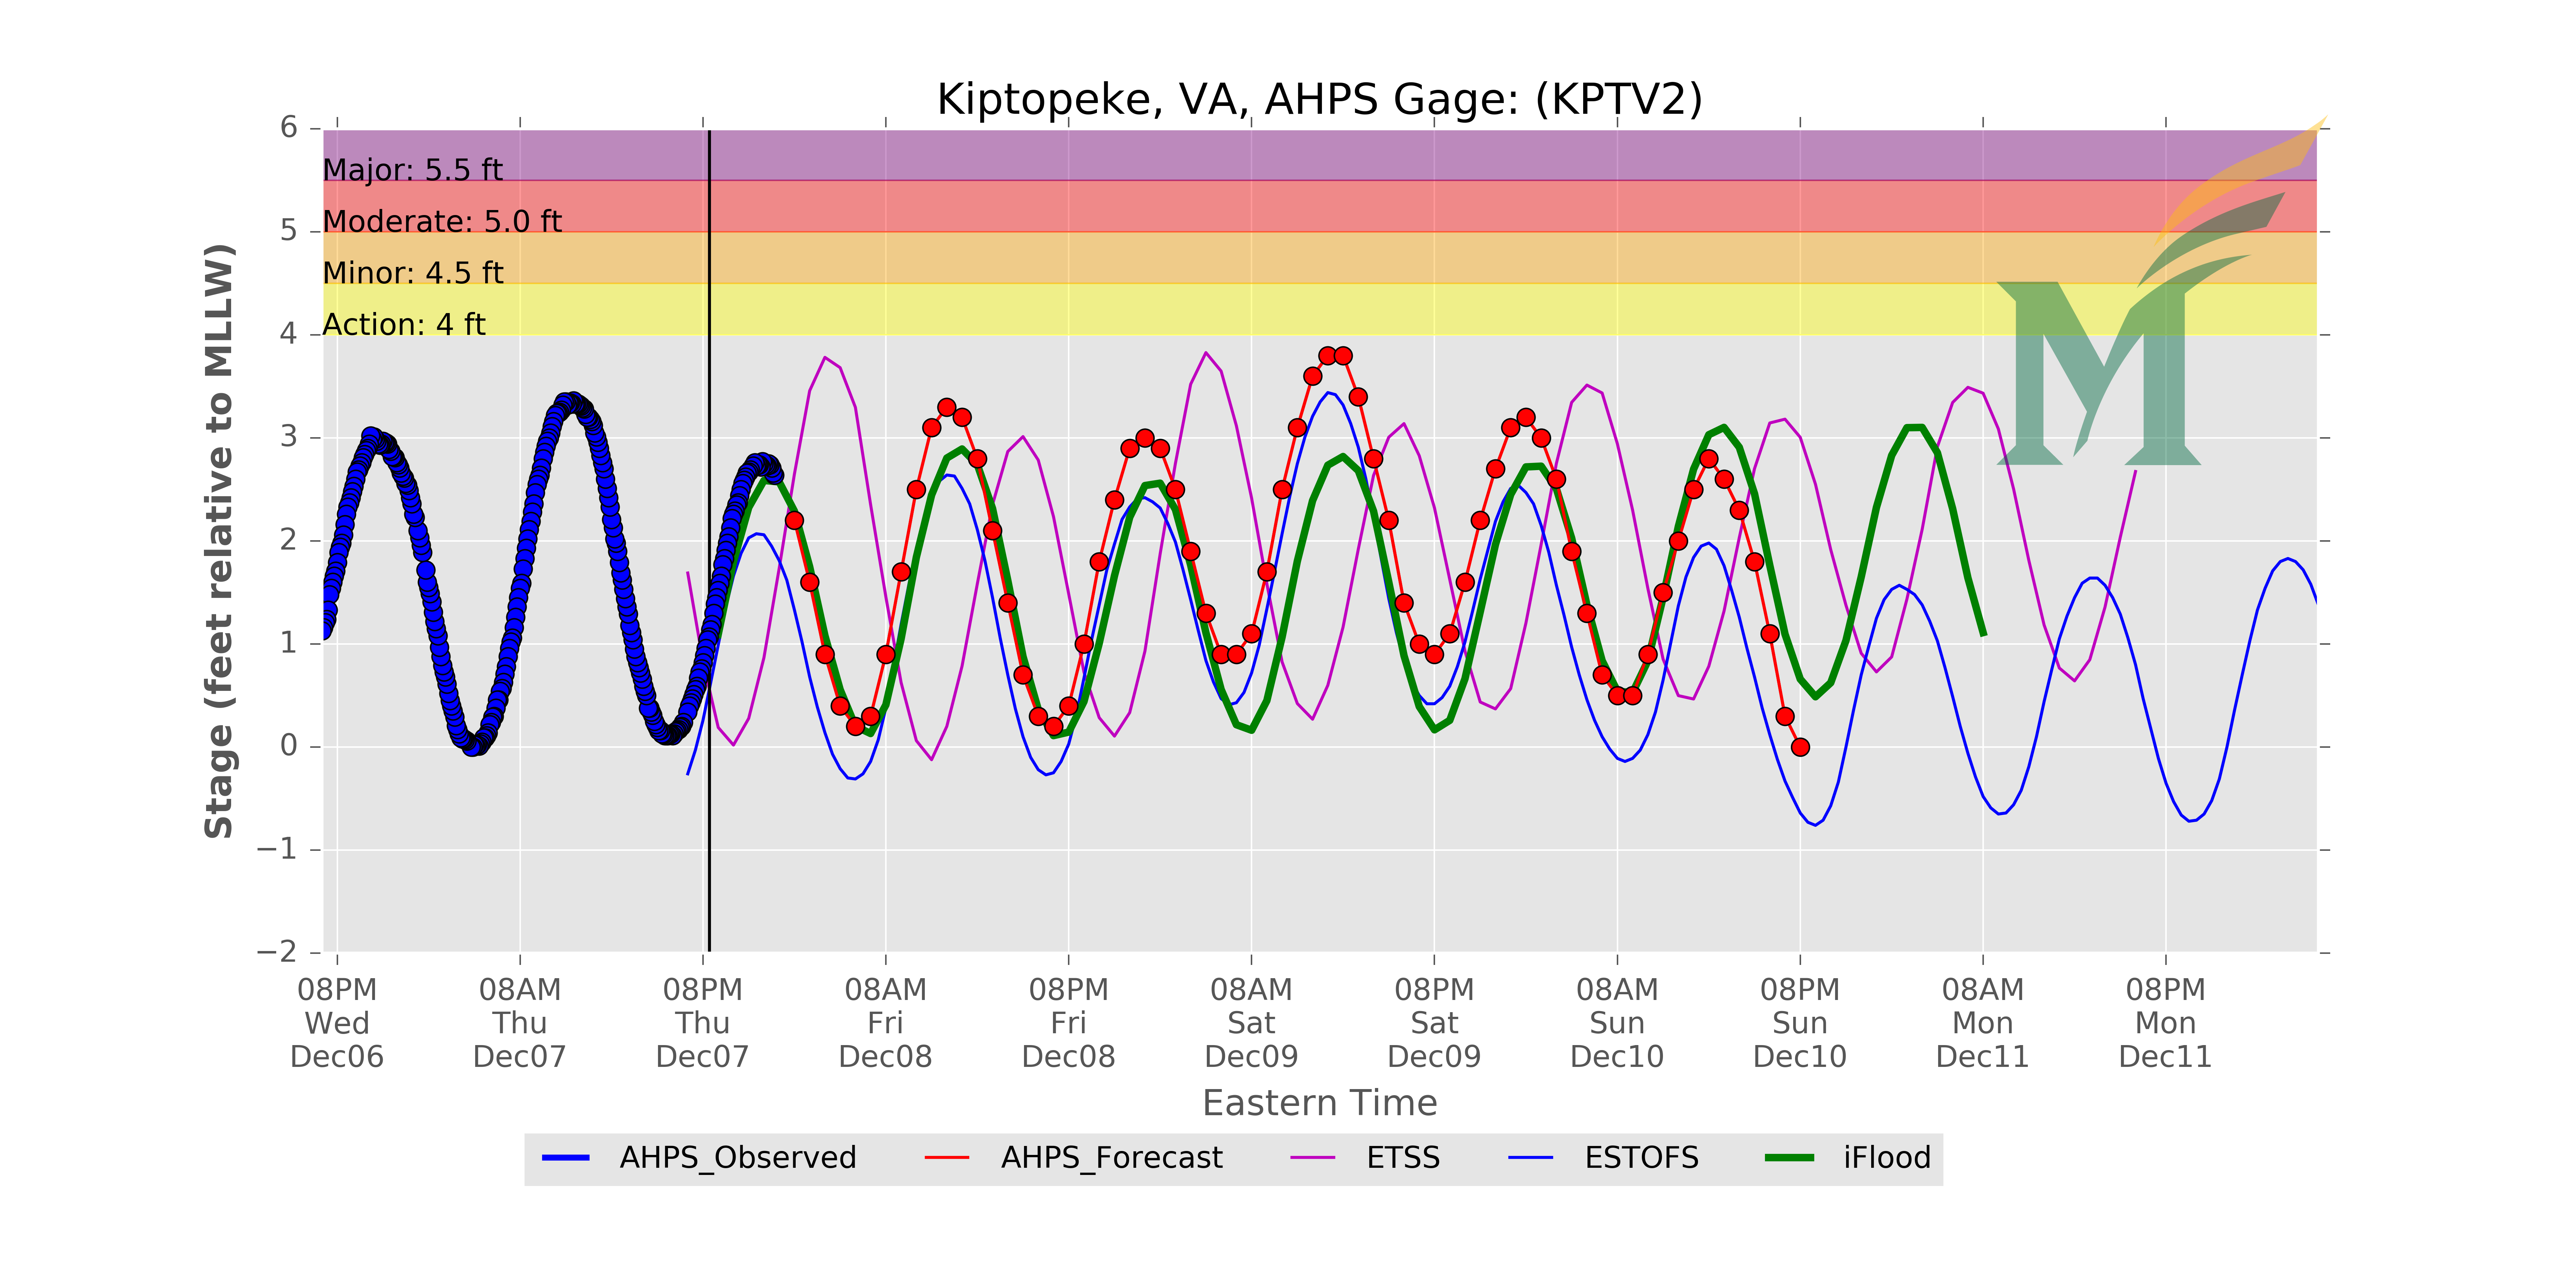 Kiptopeke, VA, AHPS Gage: (KPTV2)
6
Major: 5.5 ft
Moderate: 5.0 ft
5
Minor: 4.5 ft
Action: 4 ft
4
3
2
1
0
−1
−2
Stage (feet relative to MLLW)
08PM 08AM 08PM 08AM 08PM 08AM 08PM 08AM 08PM 08AM 08PM
Wed Thu Thu Fri Fri Sat Sat Sun Sun Mon Mon
Dec06 Dec07 Dec07 Dec08 Dec08 Dec09 Dec09 Dec10 Dec10 Dec11 Dec11
Eastern Time
AHPS_Observed AHPS_Forecast ETSS ESTOFS iFlood
M